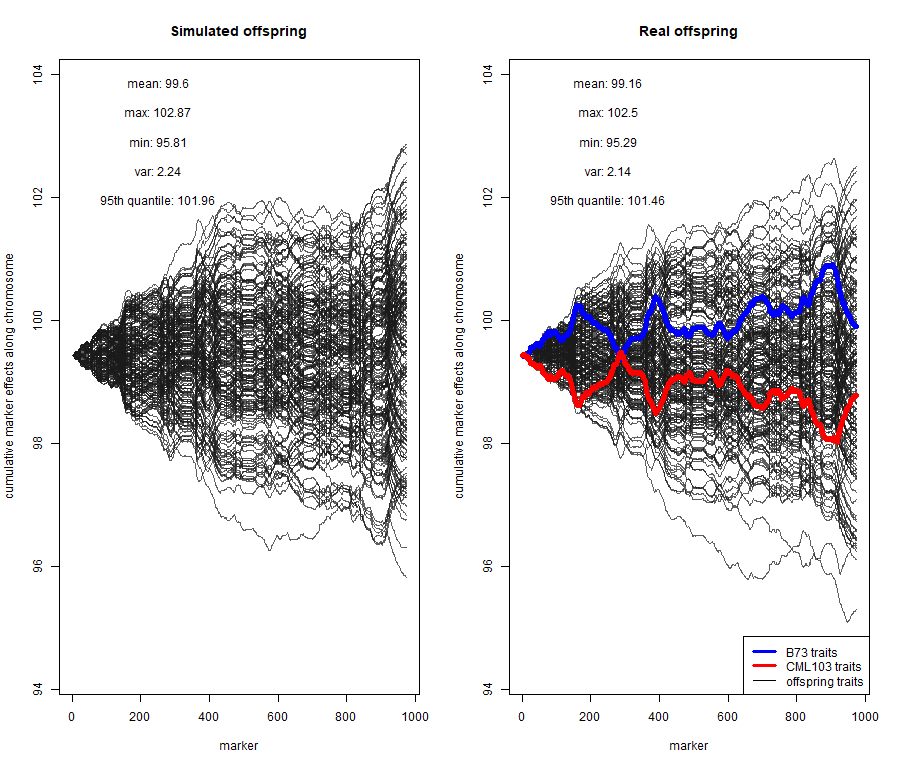 Simulated offspring
mean: 99.6
max: 102.87
min: 95.81
var: 2.24
95th quantile: 101.96
cumulative marker effects along chromosome
104
102
100
98
96
94
0 200 400 600 800 1000
marker
Real offspring
mean: 99.16
max: 102.5
min: 95.29
var: 2.14
95th quantile: 101.46
cumulative marker effects along chromosome
104
102
100
98
96
94
B73 traits
CML103 traits
offspring traits
0 200 400 600 800 1000
marker